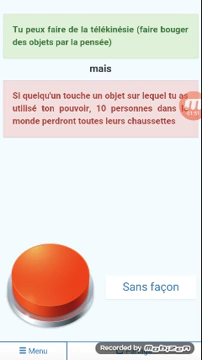 Tu peux faire de la télékinésie (faire bouger
des objets par la pensée)
mais
Si quelqu'un touche un objet sur lequel tu as
utilisé ton pouvoir, 10 personnes dans le
monde perdront toutes leurs chaussettes
Sans façon
Menu
Recorded by mobizen